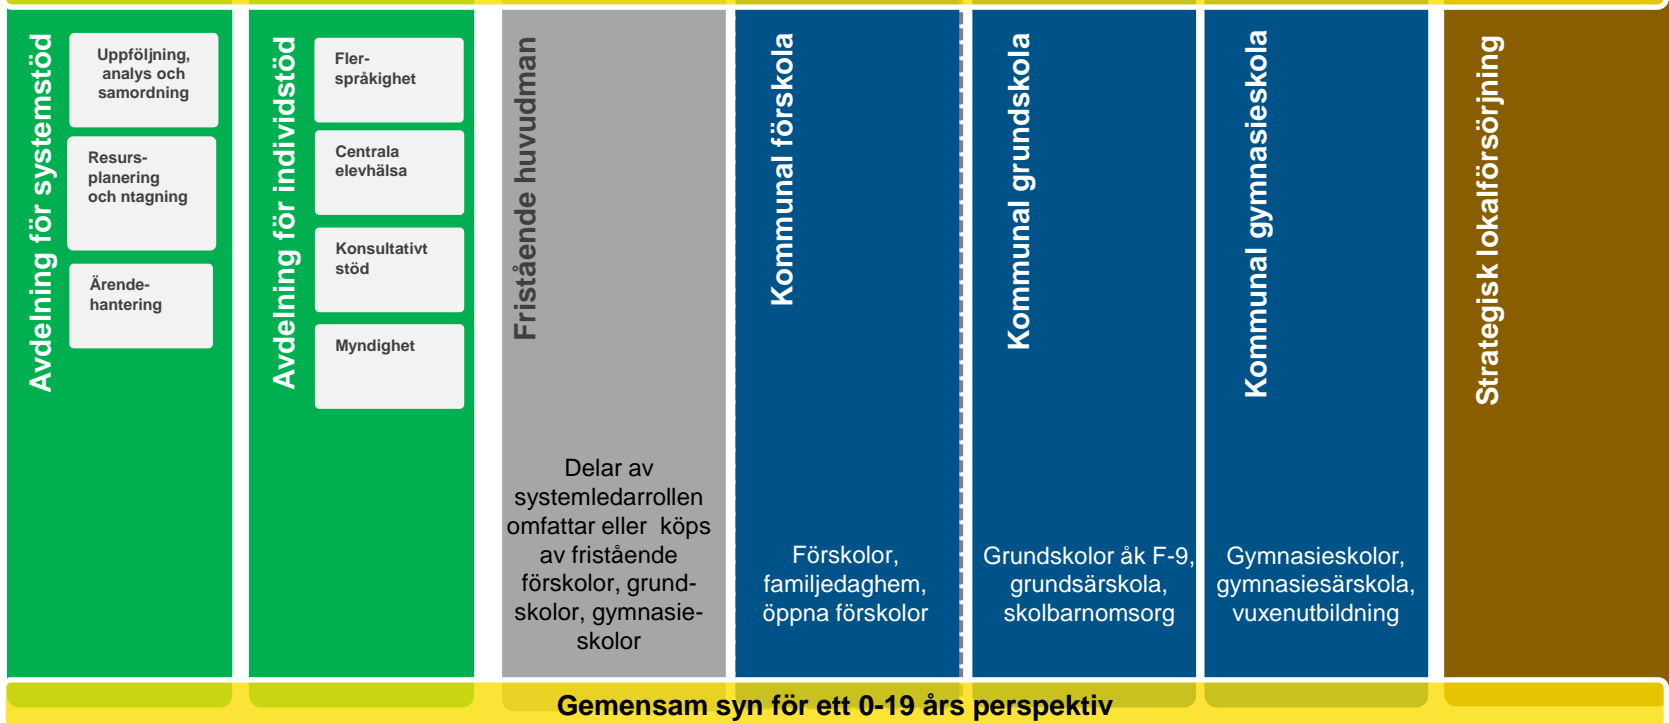 Avdelning för systemstöd
Uppföljning,
analys och
samordning
Resurs-
planering
och ntagning
Ärende-
hantering
Avdelning för individstöd
Fler-
språkighet
Centrala
elevhälsa
Konsultativt
stöd
Myndighet
Fristående huvudman
Delar av
systemledarrollen
omfattar eller  köps
av fristående
förskolor, grund-
skolor, gymnasie-
skolor
Kommunal förskola
Förskolor,
familjedaghem,
öppna förskolor
Kommunal grundskola
Grundskolor åk F-9,
grundsärskola,
skolbarnomsorg
Kommunal gymnasieskola
Gymnasieskolor,
gymnasiesärskola,
vuxenutbildning
Strategisk lokalförsörjning
Gemensam syn för ett 0-19 års perspektiv